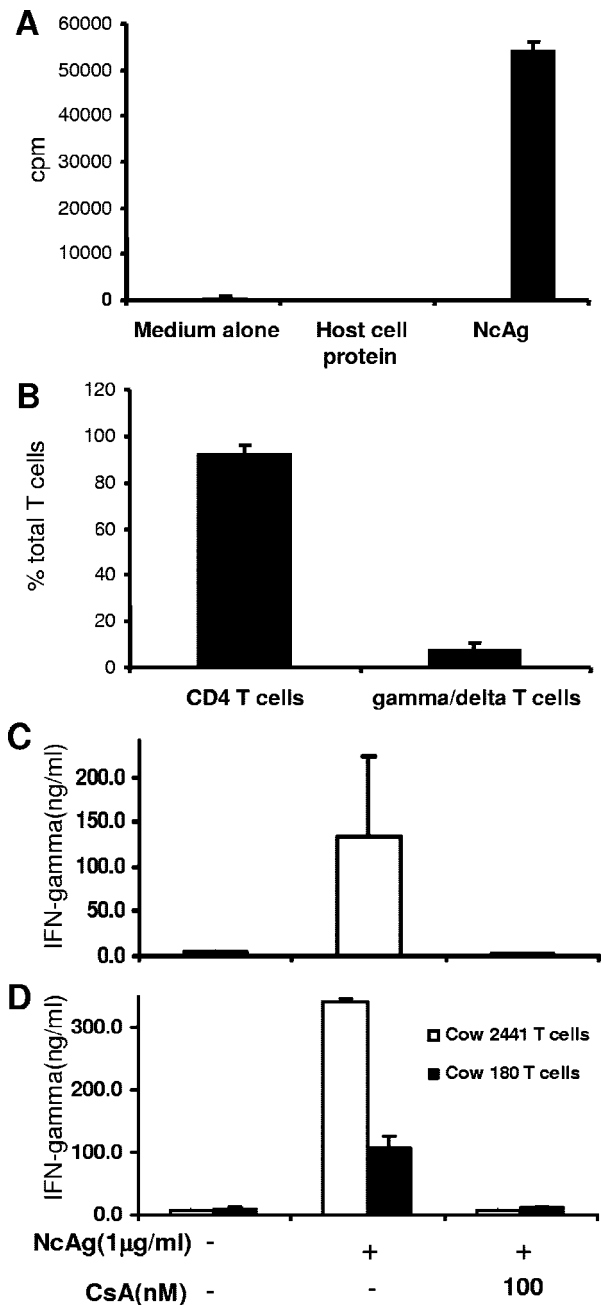 A
60000
50000
40000
30000
20000
10000
0
cpm
Medium alone
Host cell
protein
NcAg
B
120
100
80
60
40
20
0
% total T cells
CD4 T cells
gamma/delta T cells
C
200.0
150.0
100.0
50.0
0.0
IFN-gamma(ng/ml)
D
300.0
200.0
100.0
0.0
IFN-gamma(ng/ml)
Cow 2441 T cells
Cow 180 T cells
NcAg(1µg/ml) - + +
CsA(nM) - - 100